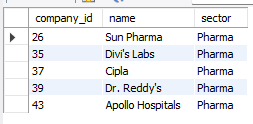 company_id name sector
26 Sun Pharma Pharma
35 Divi's Labs Pharma
37 Cipla Pharma
39 Dr. Reddy's Pharma
43 Apollo Hospitals Pharma